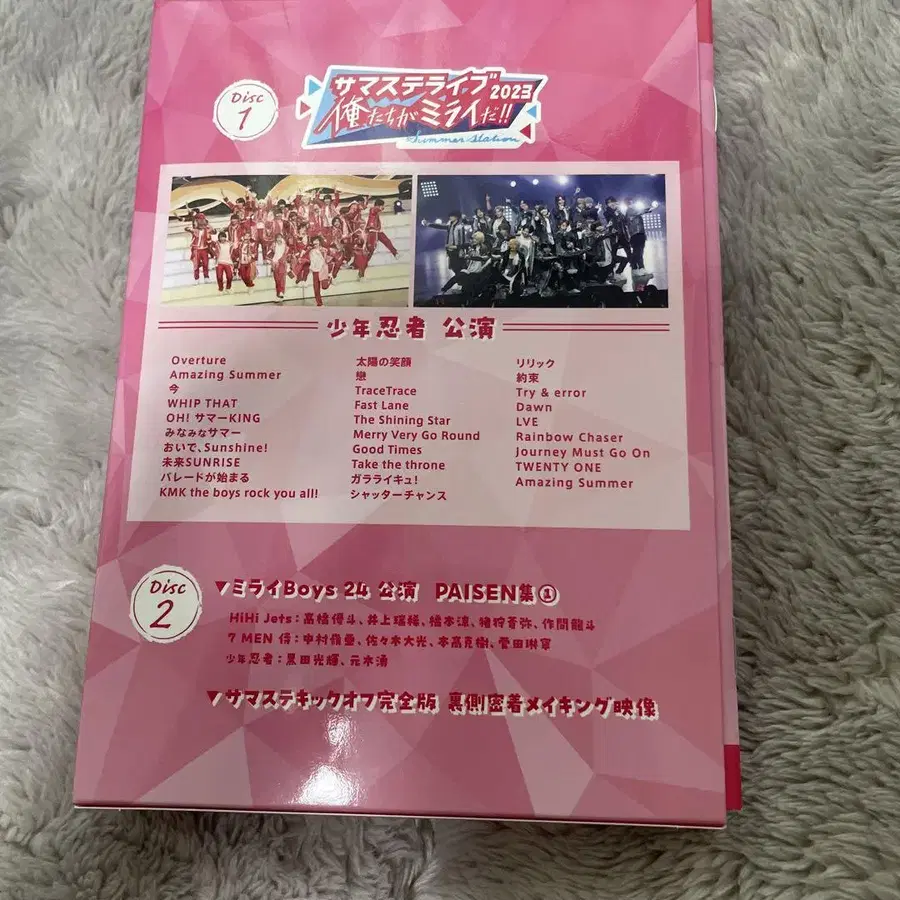 Disc 1
サマステライブ2023
俺たちがミライだ!!
Summer Station
少年忍者 公演
Overture
Amazing Summer
今
WHIP THAT
OH! サマーKING
みなみなサマー
おいで、Sunshine!
未来SUNRISE
パレードが始まる
KMK the boys rock you all!
太陽の笑顔
戀
TraceTrace
Fast Lane
The Shining Star
Merry Very Go Round
Good Times
Take the throne
ガラライキュ!
シャッターチャンス
リリック
約束
Try & error
Dawn
LVE
Rainbow Chaser
Journey Must Go On
TWENTY ONE
Amazing Summer
Disc 2
▼ミライBoys 24 公演 PAISEN集①
HiHi Jets:髙橋優斗、井上瑞稀、橋本涼、猪狩蒼弥、作間龍斗
7 MEN 侍:中村嶺亜、佐々木大光、本髙克樹、菅田琳寧
少年忍者:黒田光輝、元木湧
▼サマステキックオフ完全版 裏側密着メイキング映像